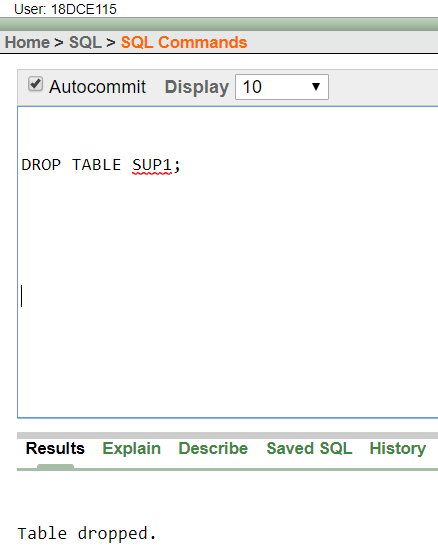 User: 18DCE115
Home > SQL > SQL Commands
Autocommit Display 10
DROP TABLE SUP1;
Results Explain Describe Saved SQL History
Table dropped.